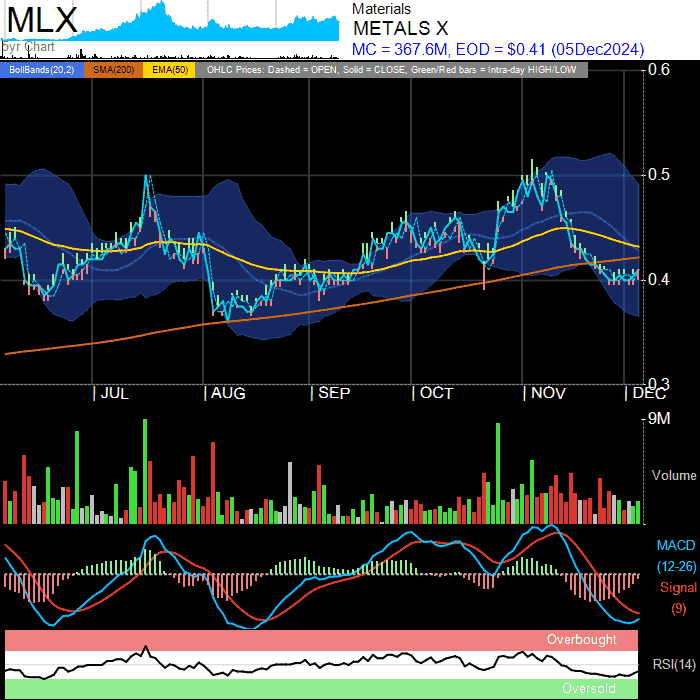 MLX
5yr Chart
Materials
METALS X
MC = 367.6M, EOD = $0.41 (05Dec2024)
BollBands(20,2) SMA(200) EMA(50) OHLC Prices: Dashed = OPEN, Solid = CLOSE, Green/Red bars = Intra-day HIGH/LOW
0.6
0.5
0.4
0.3
JUL AUG SEP OCT NOV DEC
9M
Volume
MACD
(12-26)
Signal
(9)
Overbought
RSI(14)
Oversold